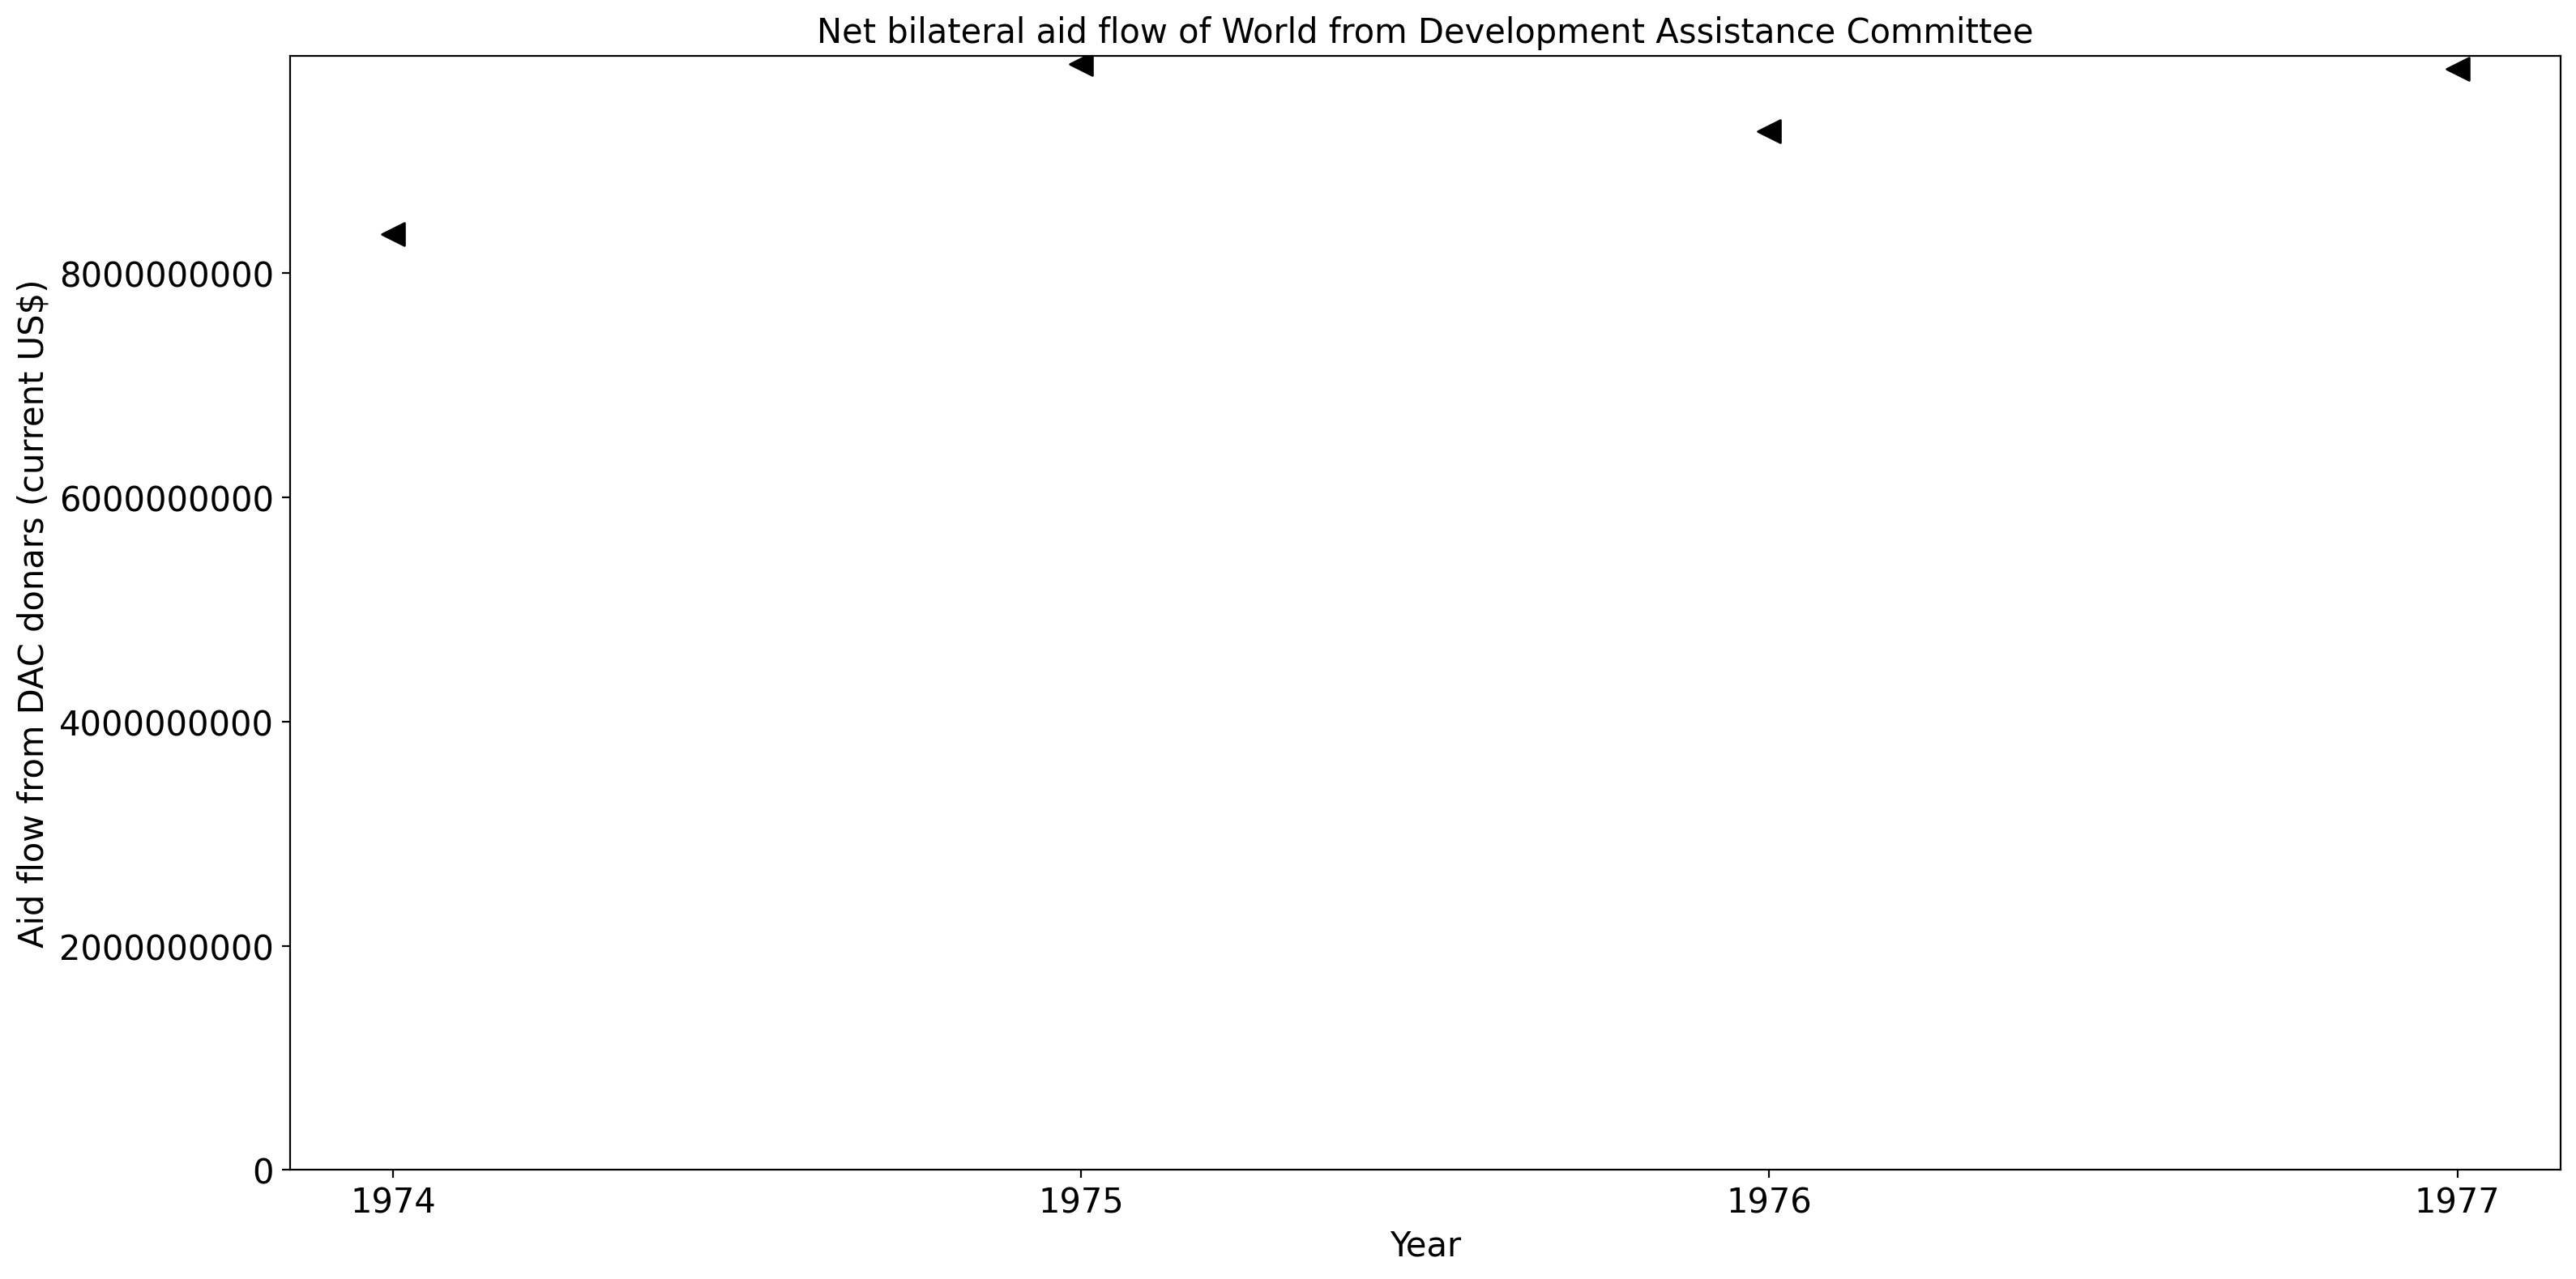 Net bilateral aid flow of World from Development Assistance Committee
Aid flow from DAC donars (current US$)
8000000000
6000000000
4000000000
2000000000
0
1974 1975 1976 1977
Year